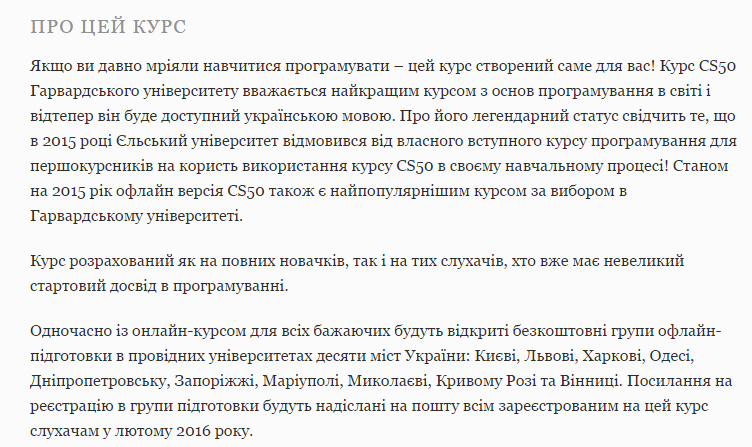 ПРО ЦЕЙ КУРС
Якщо ви давно мріяли навчитися програмувати – цей курс створений саме для вас! Курс CS50
Гарвардського університету вважається найкращим курсом з основ програмування в світі і
відтепер він буде доступний українською мовою. Про його легендарний статус свідчить те, що
в 2015 році Єльський університет відмовився від власного вступного курсу програмування для
першокурсників на користь використання курсу CS50 в своєму навчальному процесі! Станом
на 2015 рік офлайн версія CS50 також є найпопулярнішим курсом за вибором в
Гарвардському університеті.
Курс розрахований як на повних новачків, так і на тих слухачів, хто вже має невеликий
стартовий досвід в програмуванні.
Одночасно із онлайн-курсом для всіх бажаючих будуть відкриті безкоштовні групи офлайн-
підготовки в провідних університетах десяти міст України: Києві, Львові, Харкові, Одесі,
Дніпропетровську, Запоріжжі, Маріуполі, Миколаєві, Кривому Розі та Вінниці. Посилання на
реєстрацію в групи підготовки будуть надіслані на пошту всім зареєстрованим на цей курс
слухачам у лютому 2016 року.